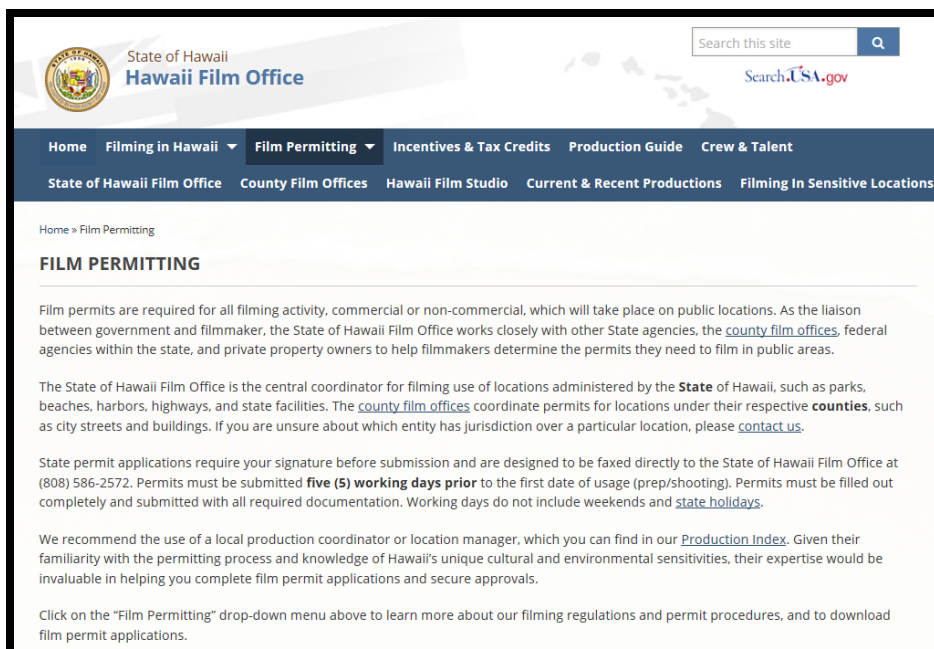 State of Hawaii
Hawaii Film Office
Search this site
Search.USA.gov
Home Filming in Hawaii Film Permitting Incentives & Tax Credits Production Guide Crew & Talent
State of Hawaii Film Office County Film Offices Hawaii Film Studio Current & Recent Productions Filming In Sensitive Locations
Home » Film Permitting
FILM PERMITTING
Film permits are required for all filming activity, commercial or non-commercial, which will take place on public locations. As the liaison
between government and filmmaker, the State of Hawaii Film Office works closely with other State agencies, the county film offices, federal
agencies within the state, and private property owners to help filmmakers determine the permits they need to film in public areas.
The State of Hawaii Film Office is the central coordinator for filming use of locations administered by the State of Hawaii, such as parks,
beaches, harbors, highways, and state facilities. The county film offices coordinate permits for locations under their respective counties, such
as city streets and buildings. If you are unsure about which entity has jurisdiction over a particular location, please contact us.
State permit applications require your signature before submission and are designed to be faxed directly to the State of Hawaii Film Office at
(808) 586-2572. Permits must be submitted five (5) working days prior to the first date of usage (prep/shooting). Permits must be filled out
completely and submitted with all required documentation. Working days do not include weekends and state holidays.
We recommend the use of a local production coordinator or location manager, which you can find in our Production Index. Given their
familiarity with the permitting process and knowledge of Hawaii's unique cultural and environmental sensitivities, their expertise would be
invaluable in helping you complete film permit applications and secure approvals.
Click on the “Film Permitting” drop-down menu above to learn more about our filming regulations and permit procedures, and to download
film permit applications.